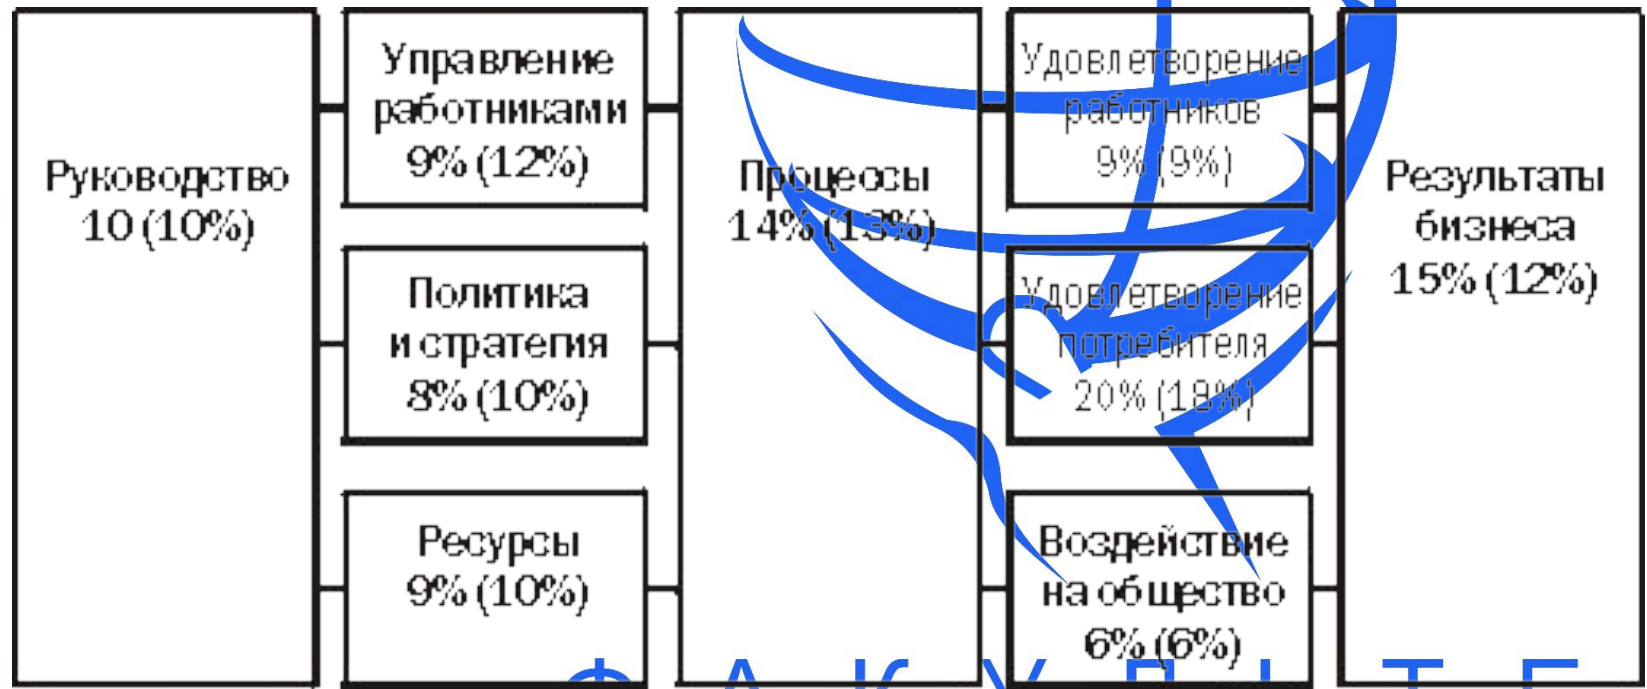 Руководство
10 (10%)
Управление
работниками
9% (12%)
Политика
и стратегия
8% (10%)
Ресурсы
9% (10%)
Процессы
14% (13%)
Удовлетворение
работников
9% (9%)
Удовлетворение
потребителя
20% (18%)
Воздействие
на общество
6% (6%)
Результаты
бизнеса
15% (12%)